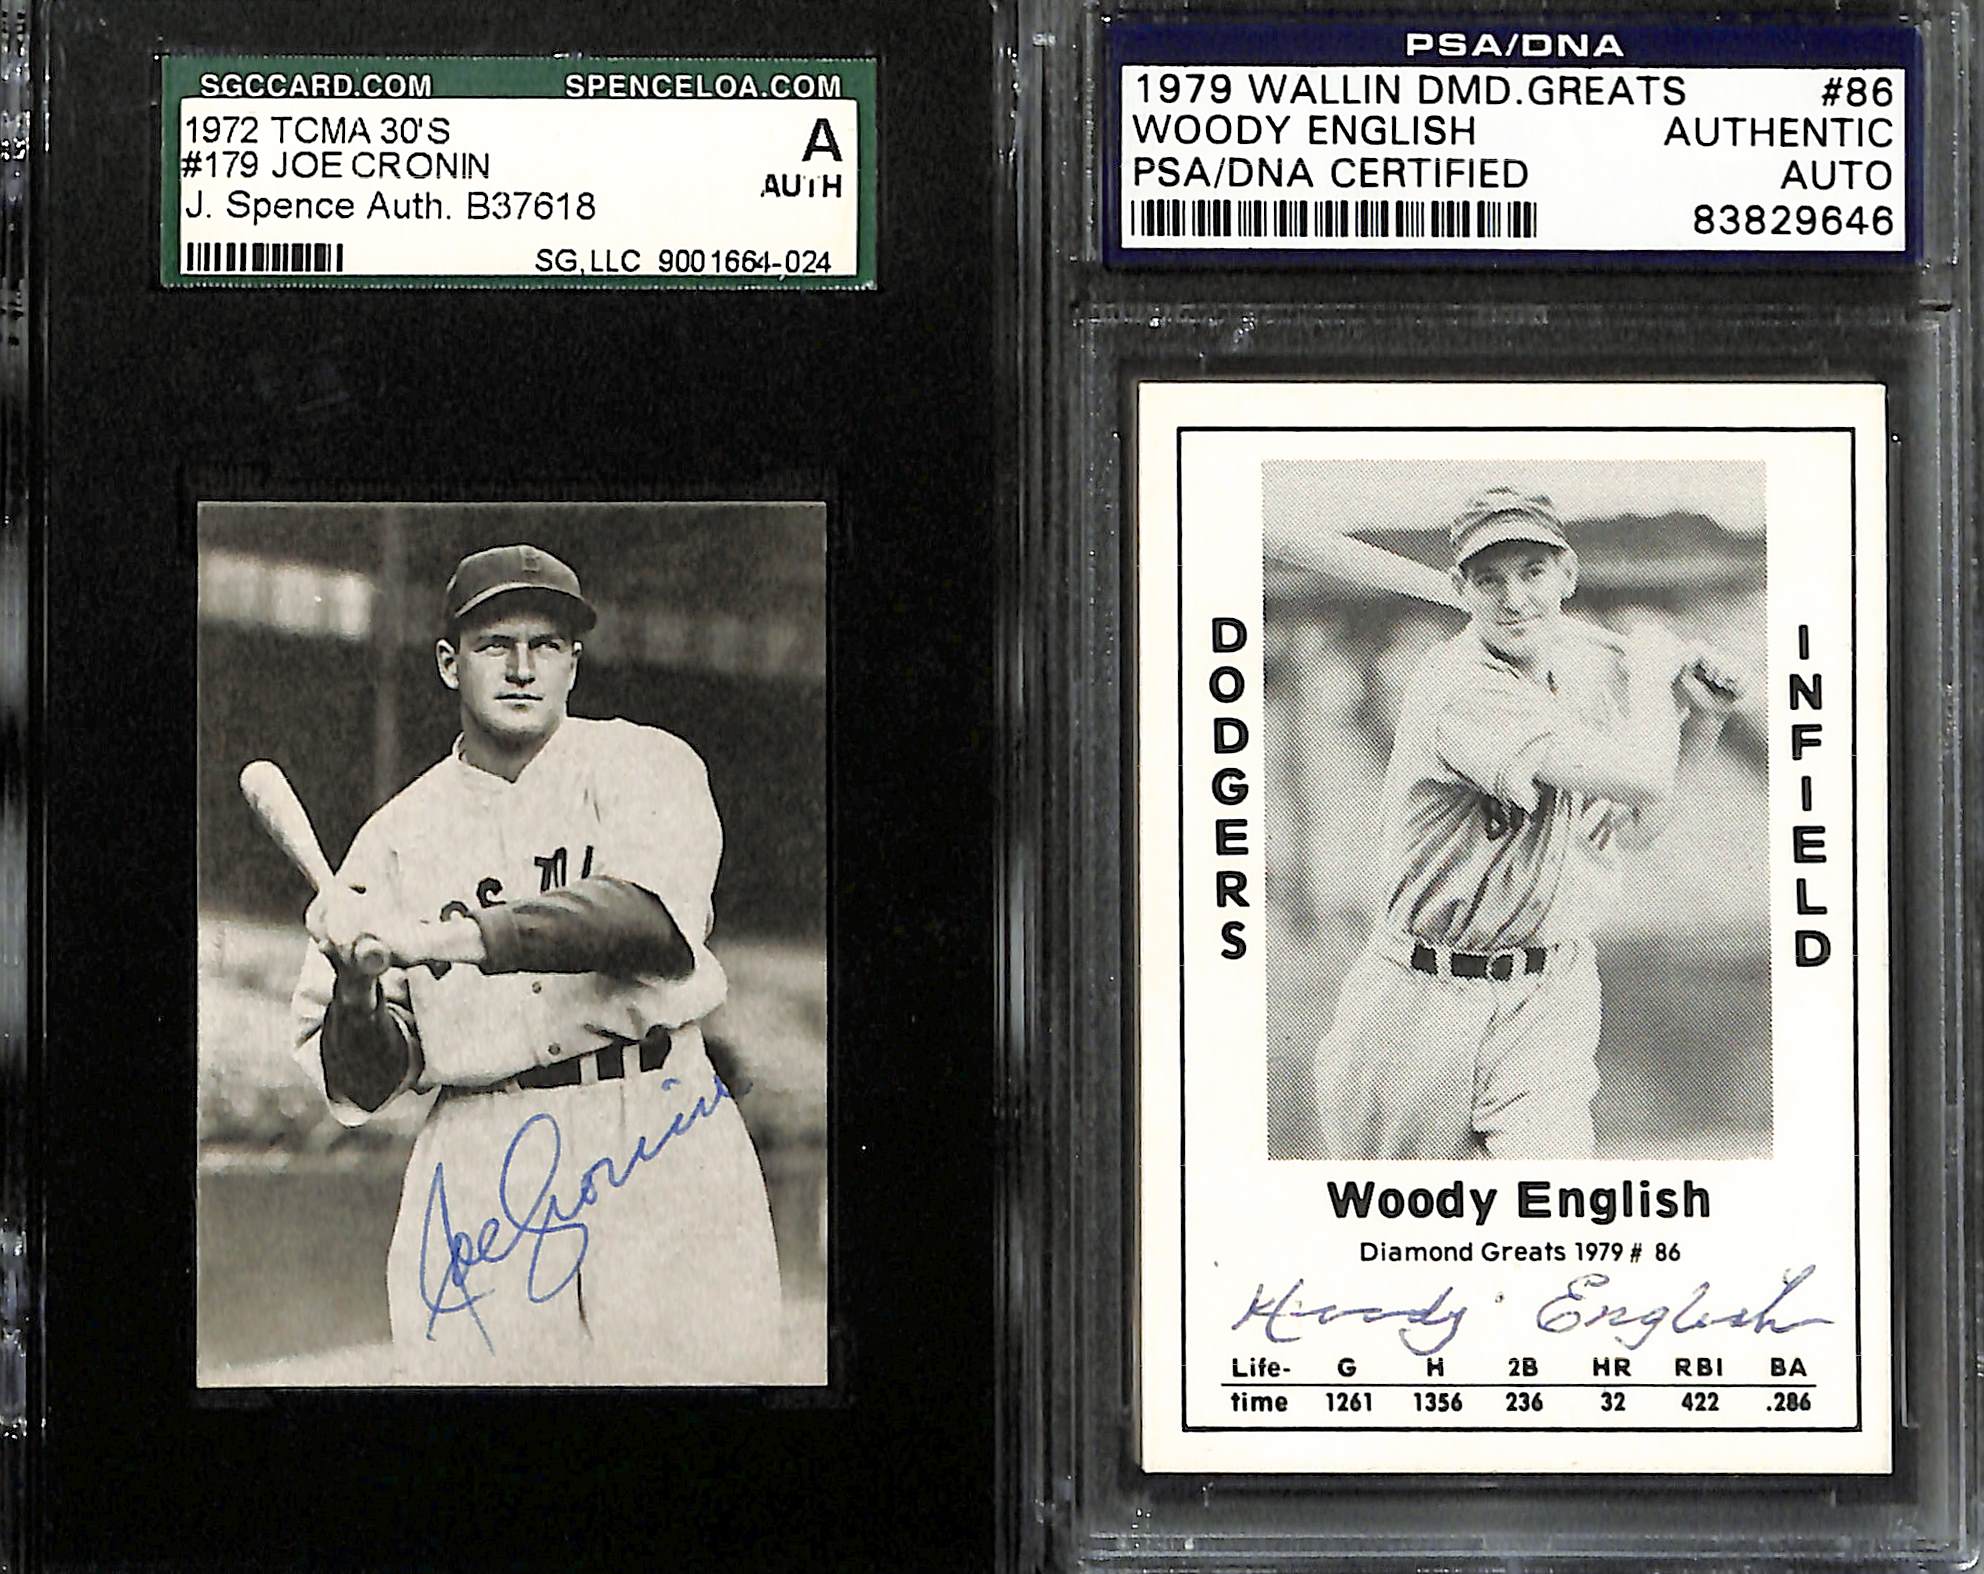 SGCCARD.COM SPENCELOA.COM
1972 TCMA 30'S A
#179 JOE CRONIN AUTH
J. Spence Auth. B37618
SG, LLC 9001664-024
Joe Cronin
PSA/DNA
1979 WALLIN DMD.GREATS #86
WOODY ENGLISH AUTHENTIC
PSA/DNA CERTIFIED AUTO
83829646
DODGERS
INFIELD
Woody English
Diamond Greats 1979 # 86
Woody English
Life- G H 2B HR RBI BA
time 1261 1356 236 32 422 .286